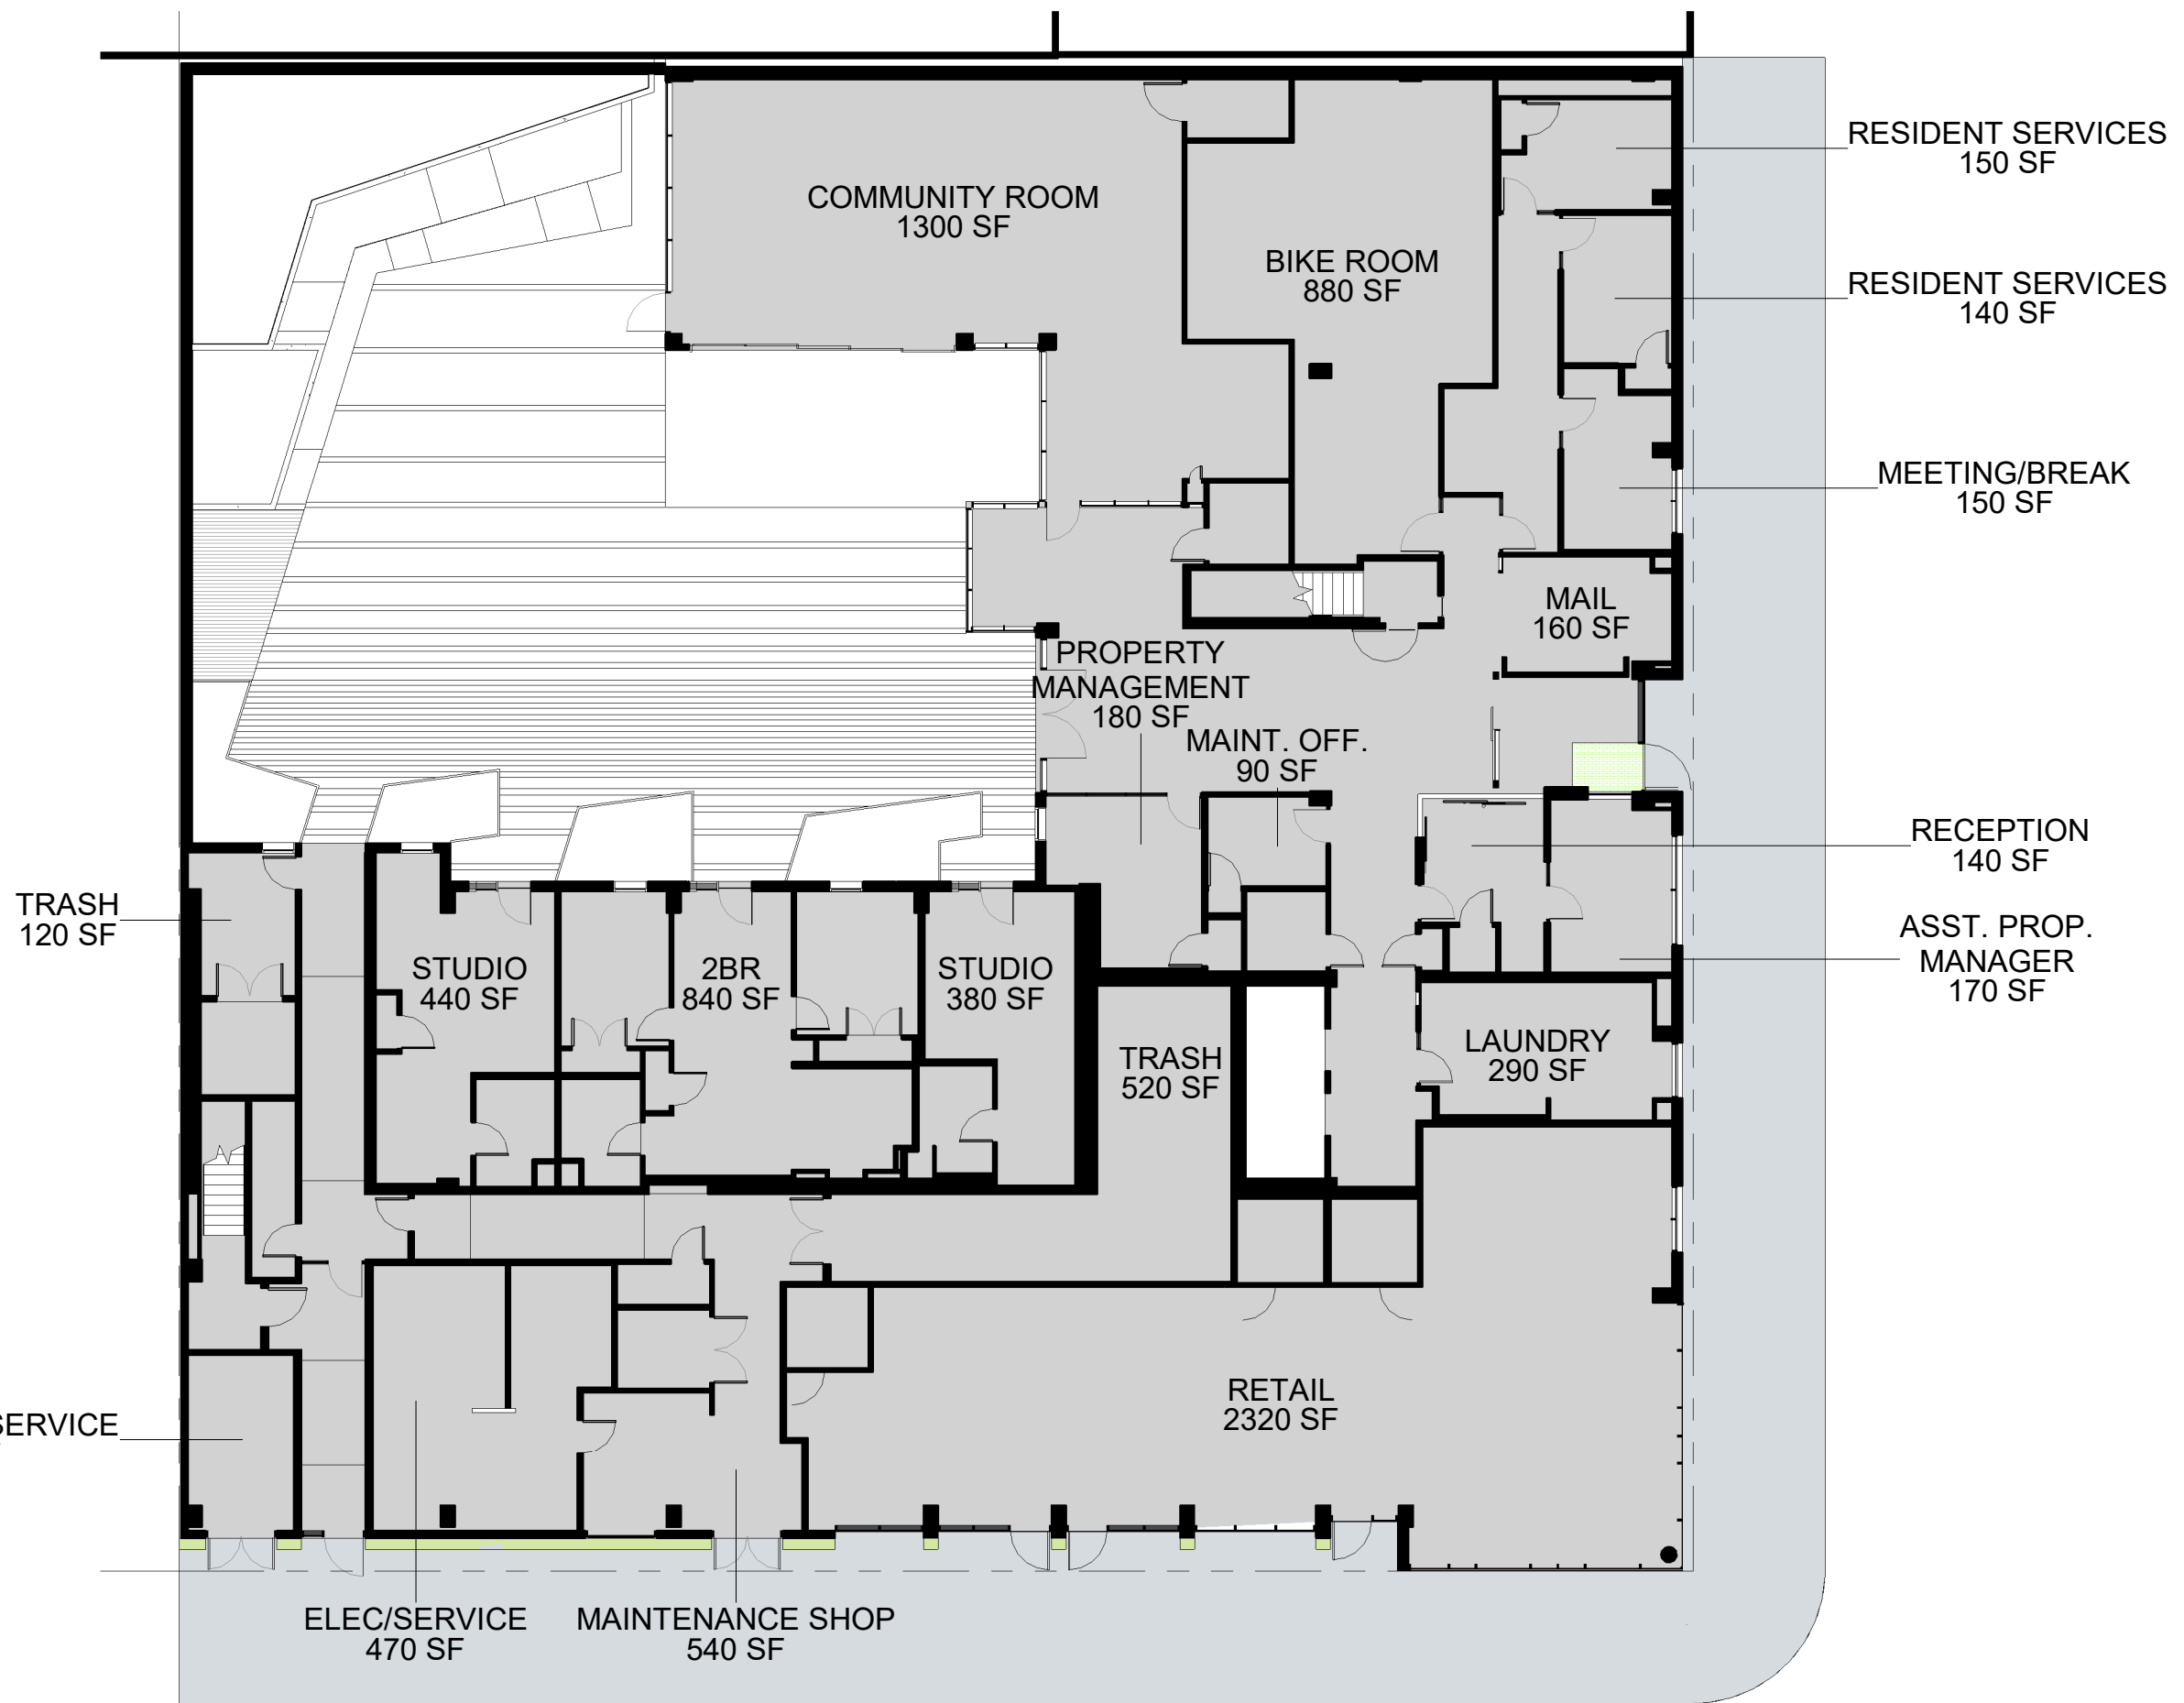 RESIDENT SERVICES
150 SF
COMMUNITY ROOM
1300 SF
BIKE ROOM
880 SF
RESIDENT SERVICES
140 SF
MEETING/BREAK
150 SF
MAIL
160 SF
PROPERTY
MANAGEMENT
180 SF
MAINT. OFF.
90 SF
RECEPTION
140 SF
TRASH
120 SF
ASST. PROP.
MANAGER
170 SF
STUDIO
440 SF
2BR
840 SF
STUDIO
380 SF
TRASH
520 SF
LAUNDRY
290 SF
RETAIL
2320 SF
SERVICE
ELEC/SERVICE
470 SF
MAINTENANCE SHOP
540 SF